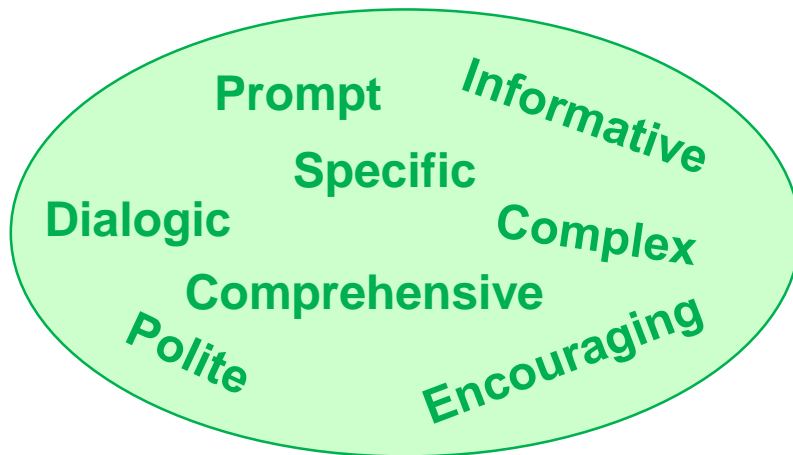 Prompt
Informative
Specific
Dialogic
Complex
Comprehensive
Polite
Encouraging